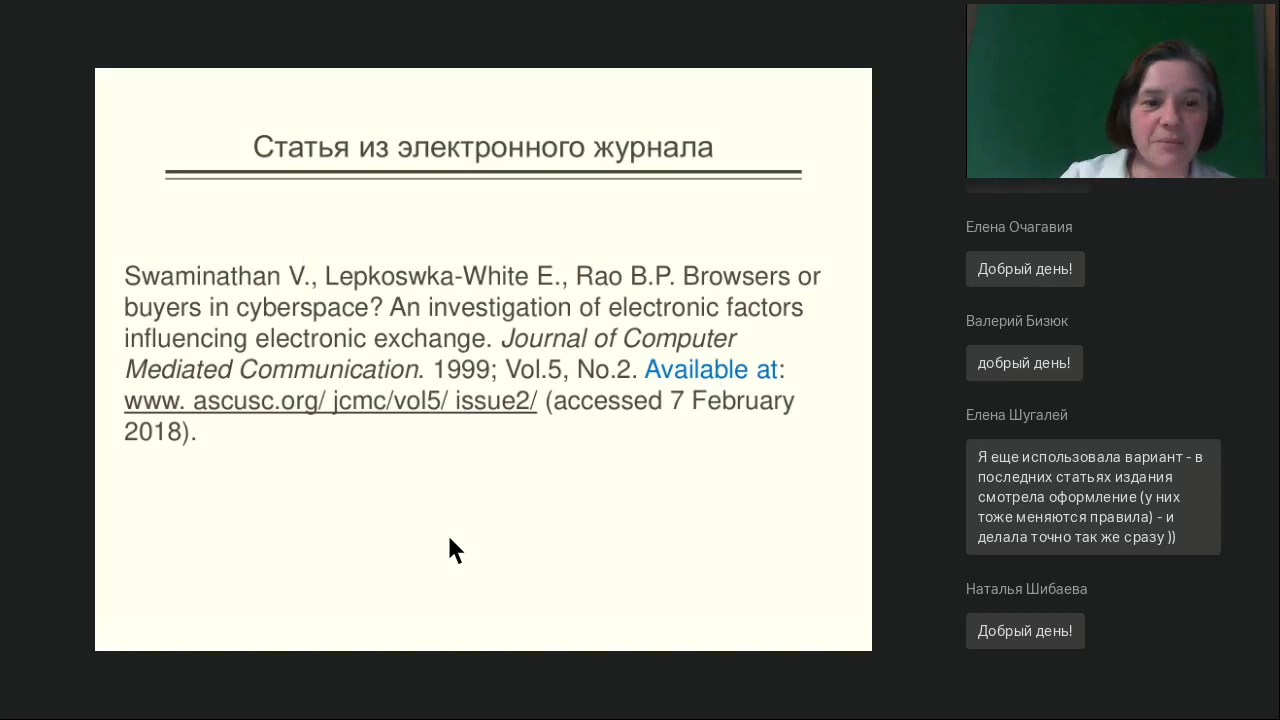 Статья из электронного журнала
Swaminathan V., Lepkoswka-White E., Rao B.P. Browsers or
buyers in cyberspace? An investigation of electronic factors
influencing electronic exchange. Journal of Computer
Mediated Communication. 1999; Vol.5, No.2. Available at:
www. ascusc.org/ jcmc/vol5/ issue2/ (accessed 7 February
2018).
Елена Очагавия
Добрый день!
Валерий Бизюк
добрый день!
Елена Шугалей
Я еще использовала вариант - в
последних статьях издания
смотрела оформление (у них
тоже меняются правила) - и
делала точно так же сразу ))
Наталья Шибаева
Добрый день!